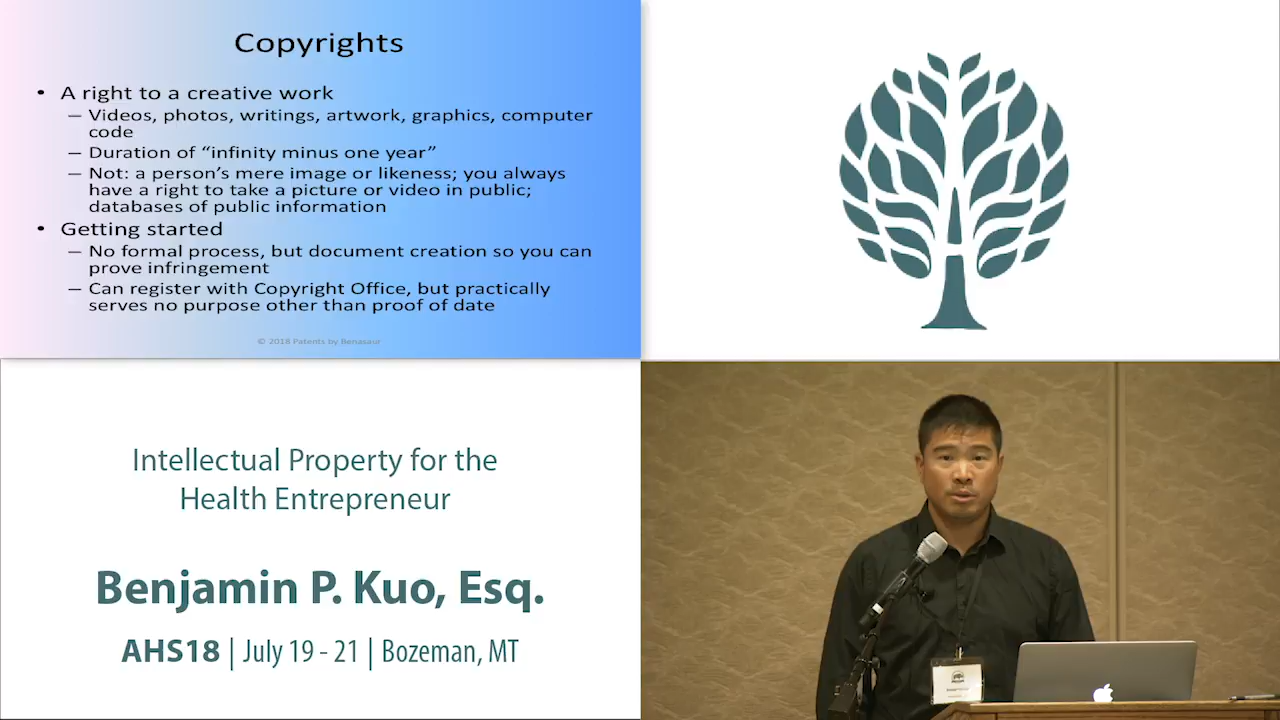 Copyrights
• A right to a creative work
– Videos, photos, writings, artwork, graphics, computer
code
– Duration of “infinity minus one year”
– Not: a person’s mere image or likeness; you always
have a right to take a picture or video in public;
databases of public information
• Getting started
– No formal process, but document creation so you can
prove infringement
– Can register with Copyright Office, but practically
serves no purpose other than proof of date
© 2018 Patents by Benasaur
Intellectual Property for the
Health Entrepreneur
Benjamin P. Kuo, Esq.
AHS18 | July 19 - 21 | Bozeman, MT